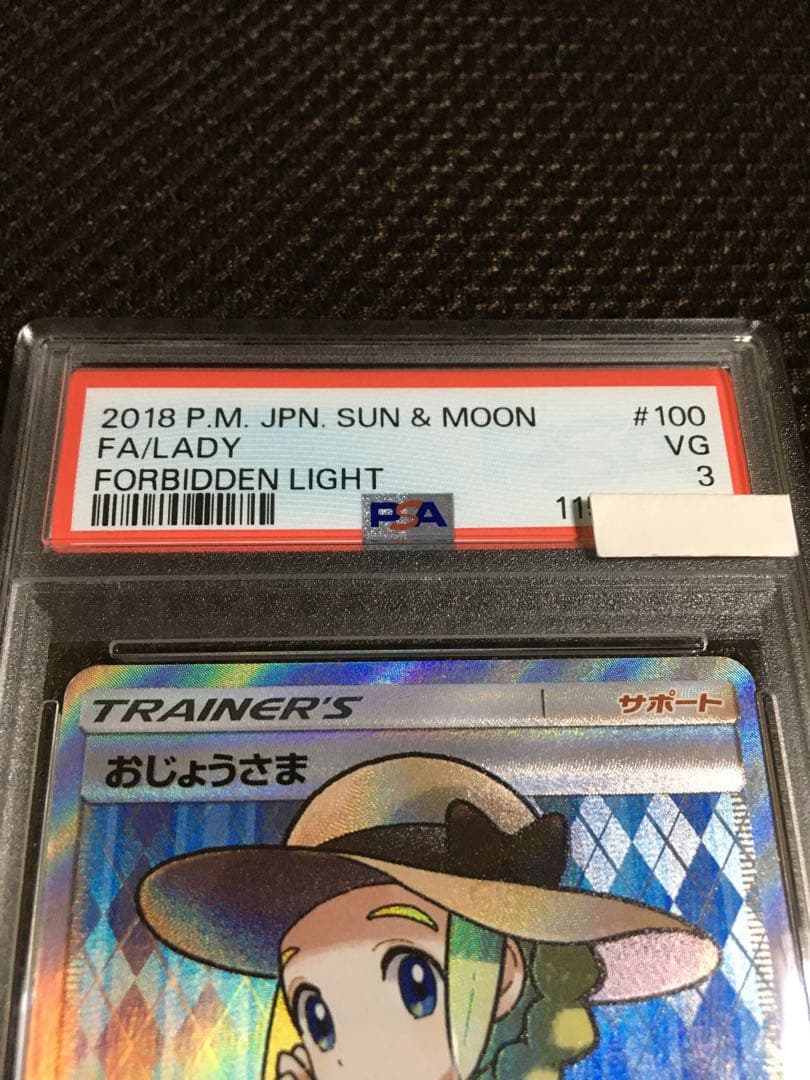 2018 P.M. JPN. SUN & MOON #100
FA/LADY VG
FORBIDDEN LIGHT 3
PSA
TRAINER'S サポート
おじょうさま